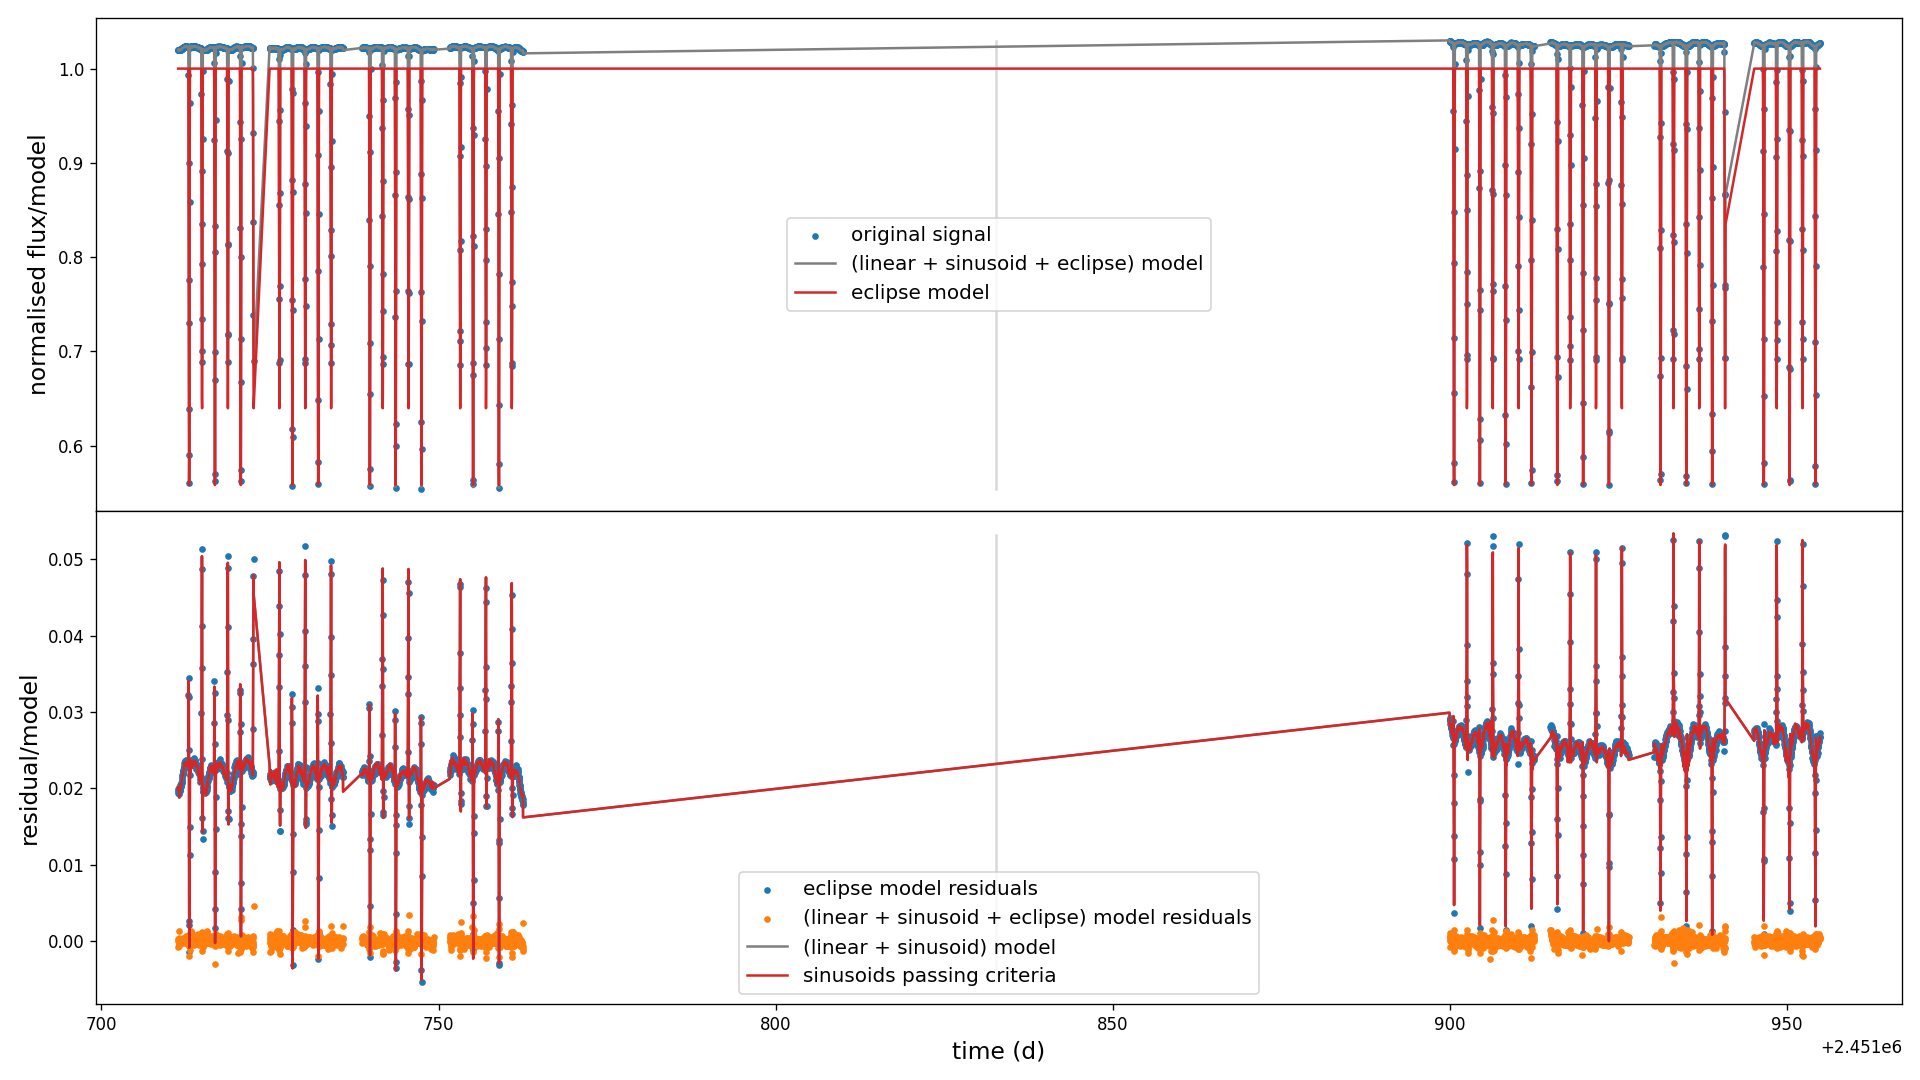 normalised flux/model
1.0
0.9
0.8
0.7
0.6
original signal
(linear + sinusoid + eclipse) model
eclipse model
residual/model
0.05
0.04
0.03
0.02
0.01
0.00
eclipse model residuals
(linear + sinusoid + eclipse) model residuals
(linear + sinusoid) model
sinusoids passing criteria
700
750
800
850
900
950
time (d)
+2.451e6